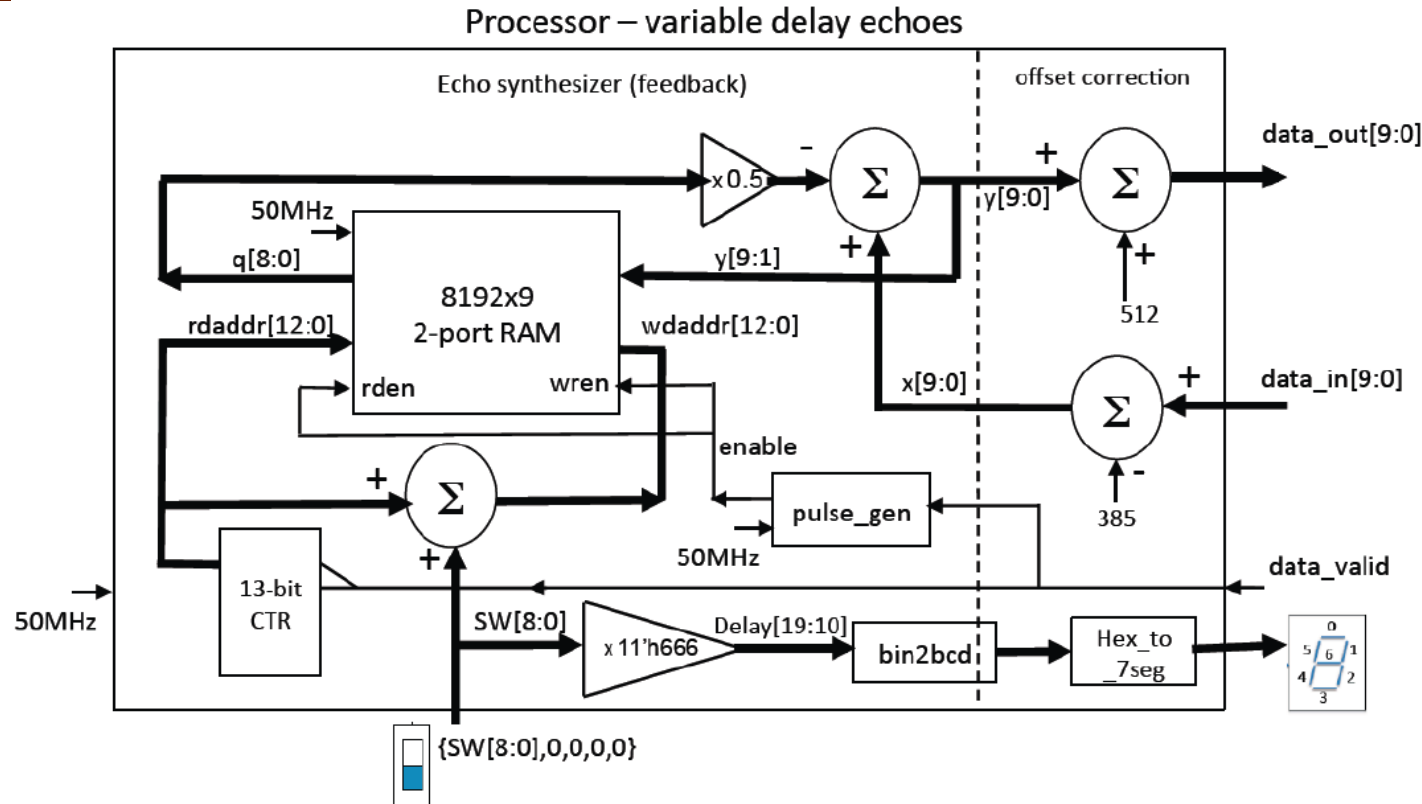 Processor – variable delay echoes
Echo synthesizer (feedback)
offset correction
data_out[9:0]
x 0.5
-
Σ
+
Σ
y[9:0]
50MHz
+
+
q[8:0]
y[9:1]
8192x9
2-port RAM
512
rdaddr[12:0]
wdaddr[12:0]
rden
wren
x[9:0]
+
data_in[9:0]
Σ
enable
-
+
Σ
pulse_gen
385
50MHz
+
data_valid
13-bit
CTR
50MHz
SW[8:0]
x 11'h666
Delay[19:10]
bin2bcd
Hex_to
_7seg
0
5 6 1
4 2
3
{SW[8:0],0,0,0,0}